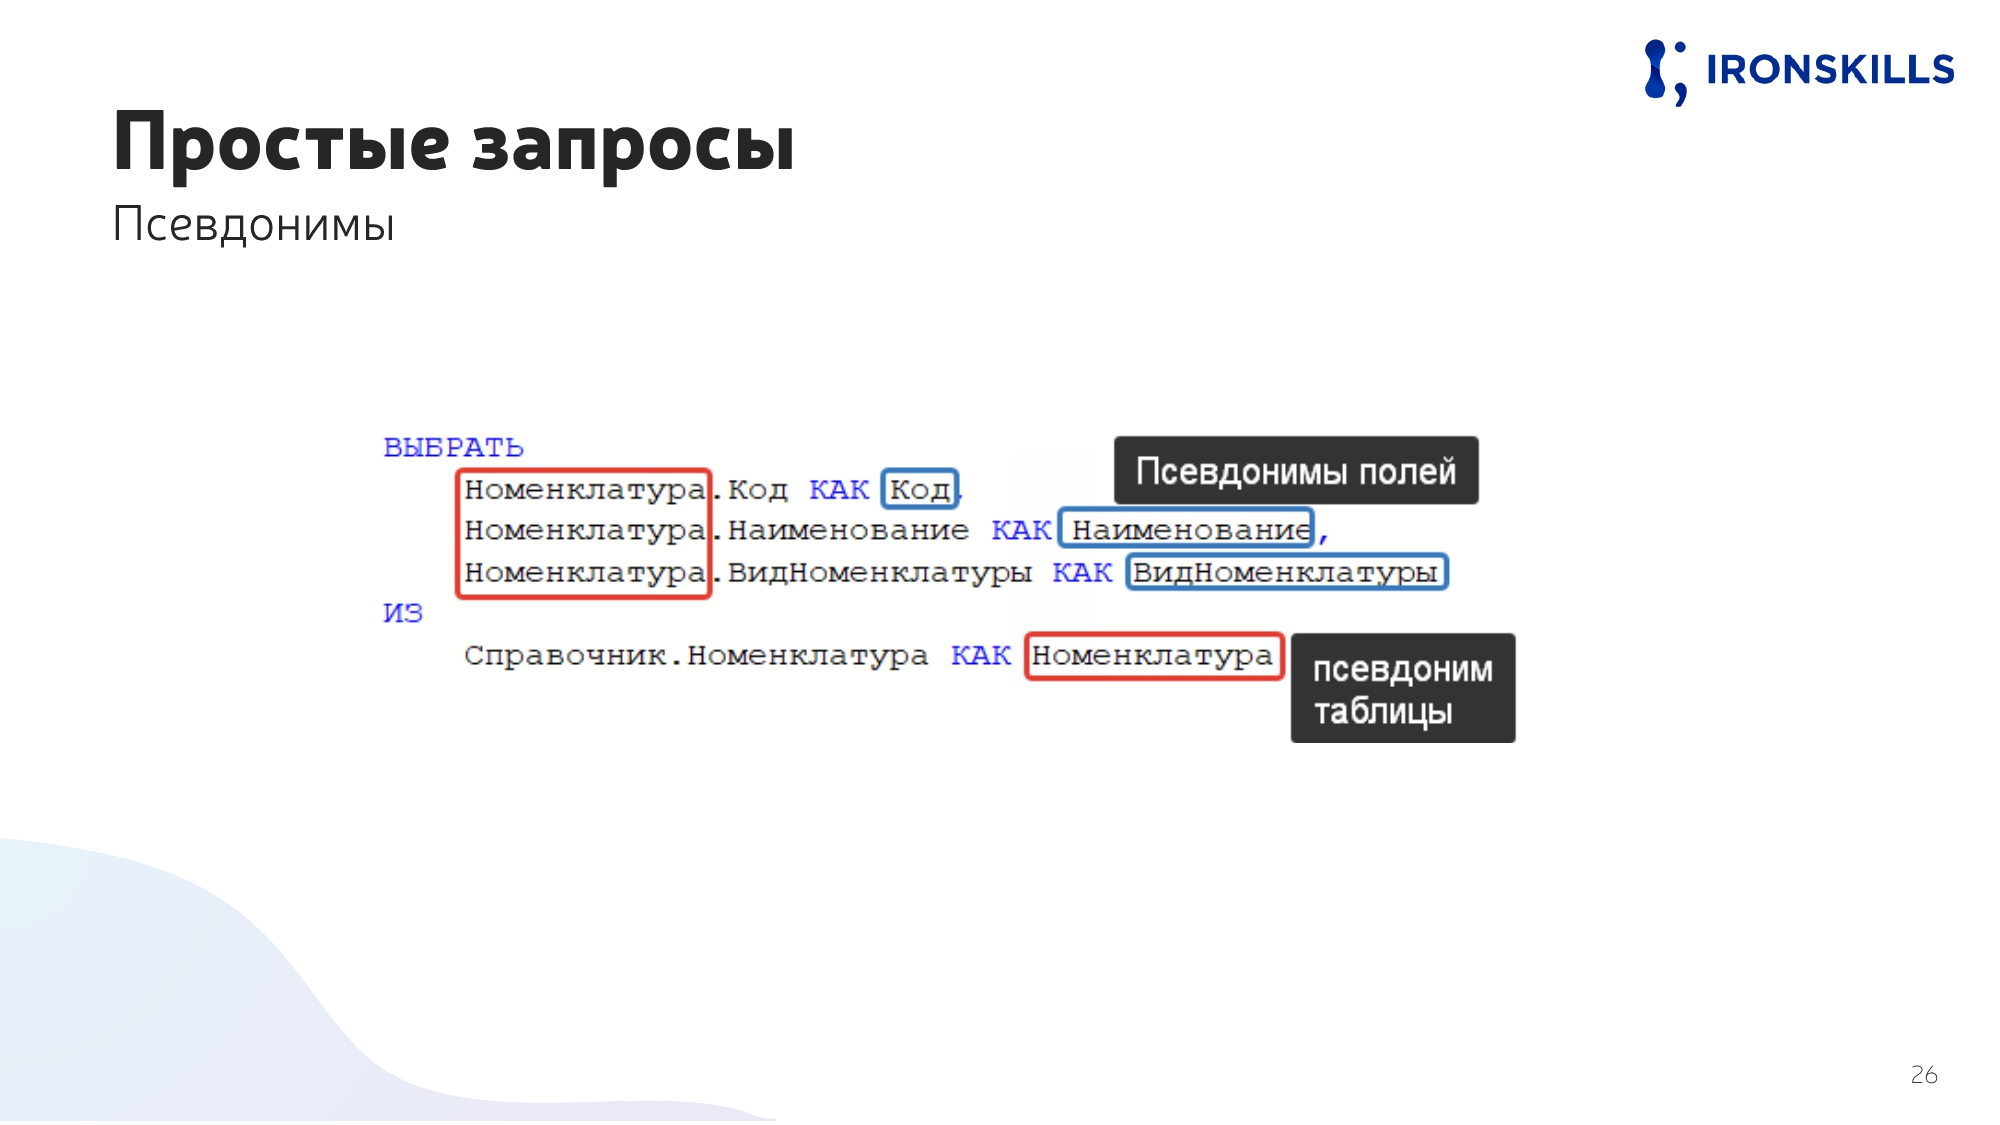 IRONSKILLS
Простые запросы
Псевдонимы
ВЫБРАТЬ
Номенклатура.Код КАК Код,
Псевдонимы полей
Номенклатура.Наименование КАК Наименование,
Номенклатура.ВидНоменклатуры КАК ВидНоменклатуры
ИЗ
Справочник.Номенклатура КАК Номенклатура
псевдоним
таблицы
26